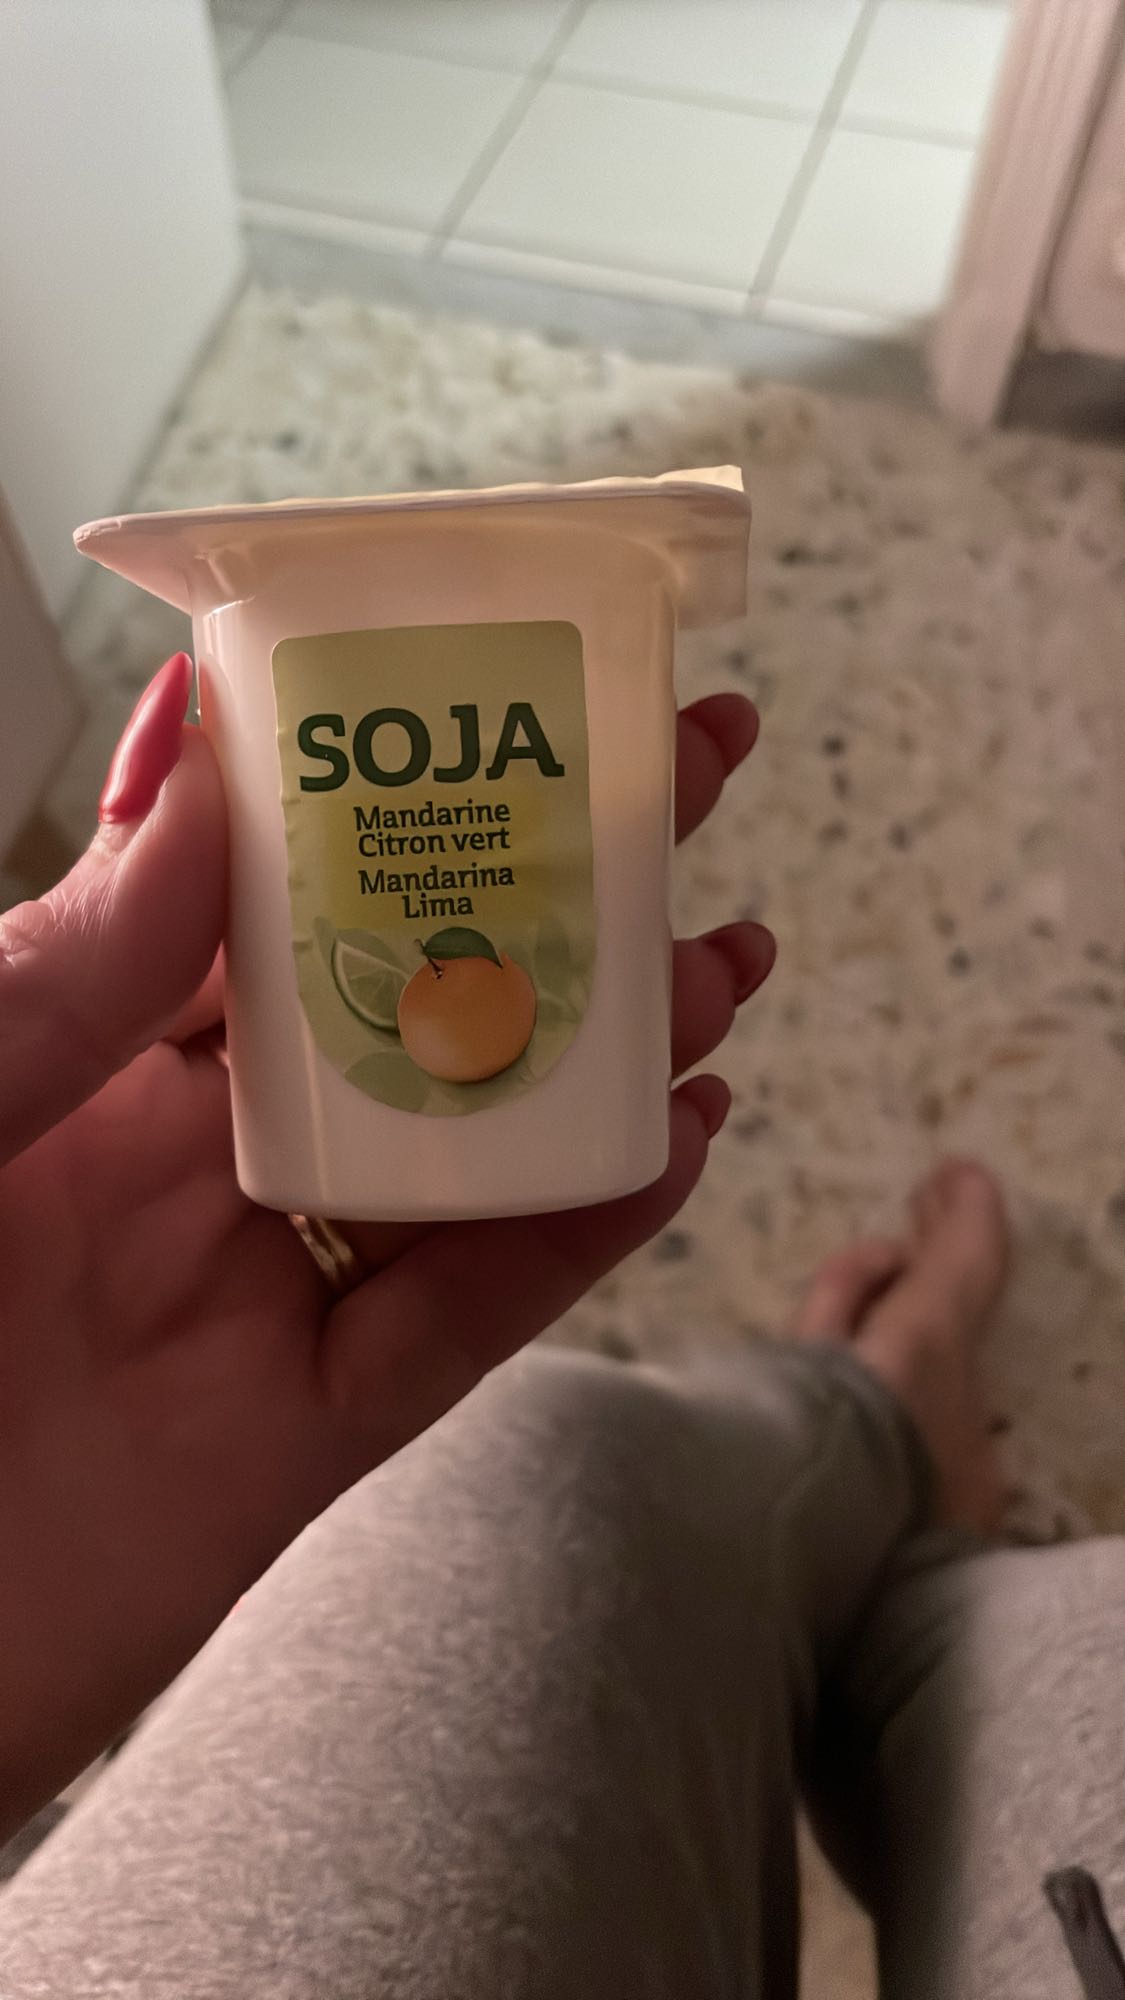 SOJA
Mandarine
Citron vert
Mandarina
Lima